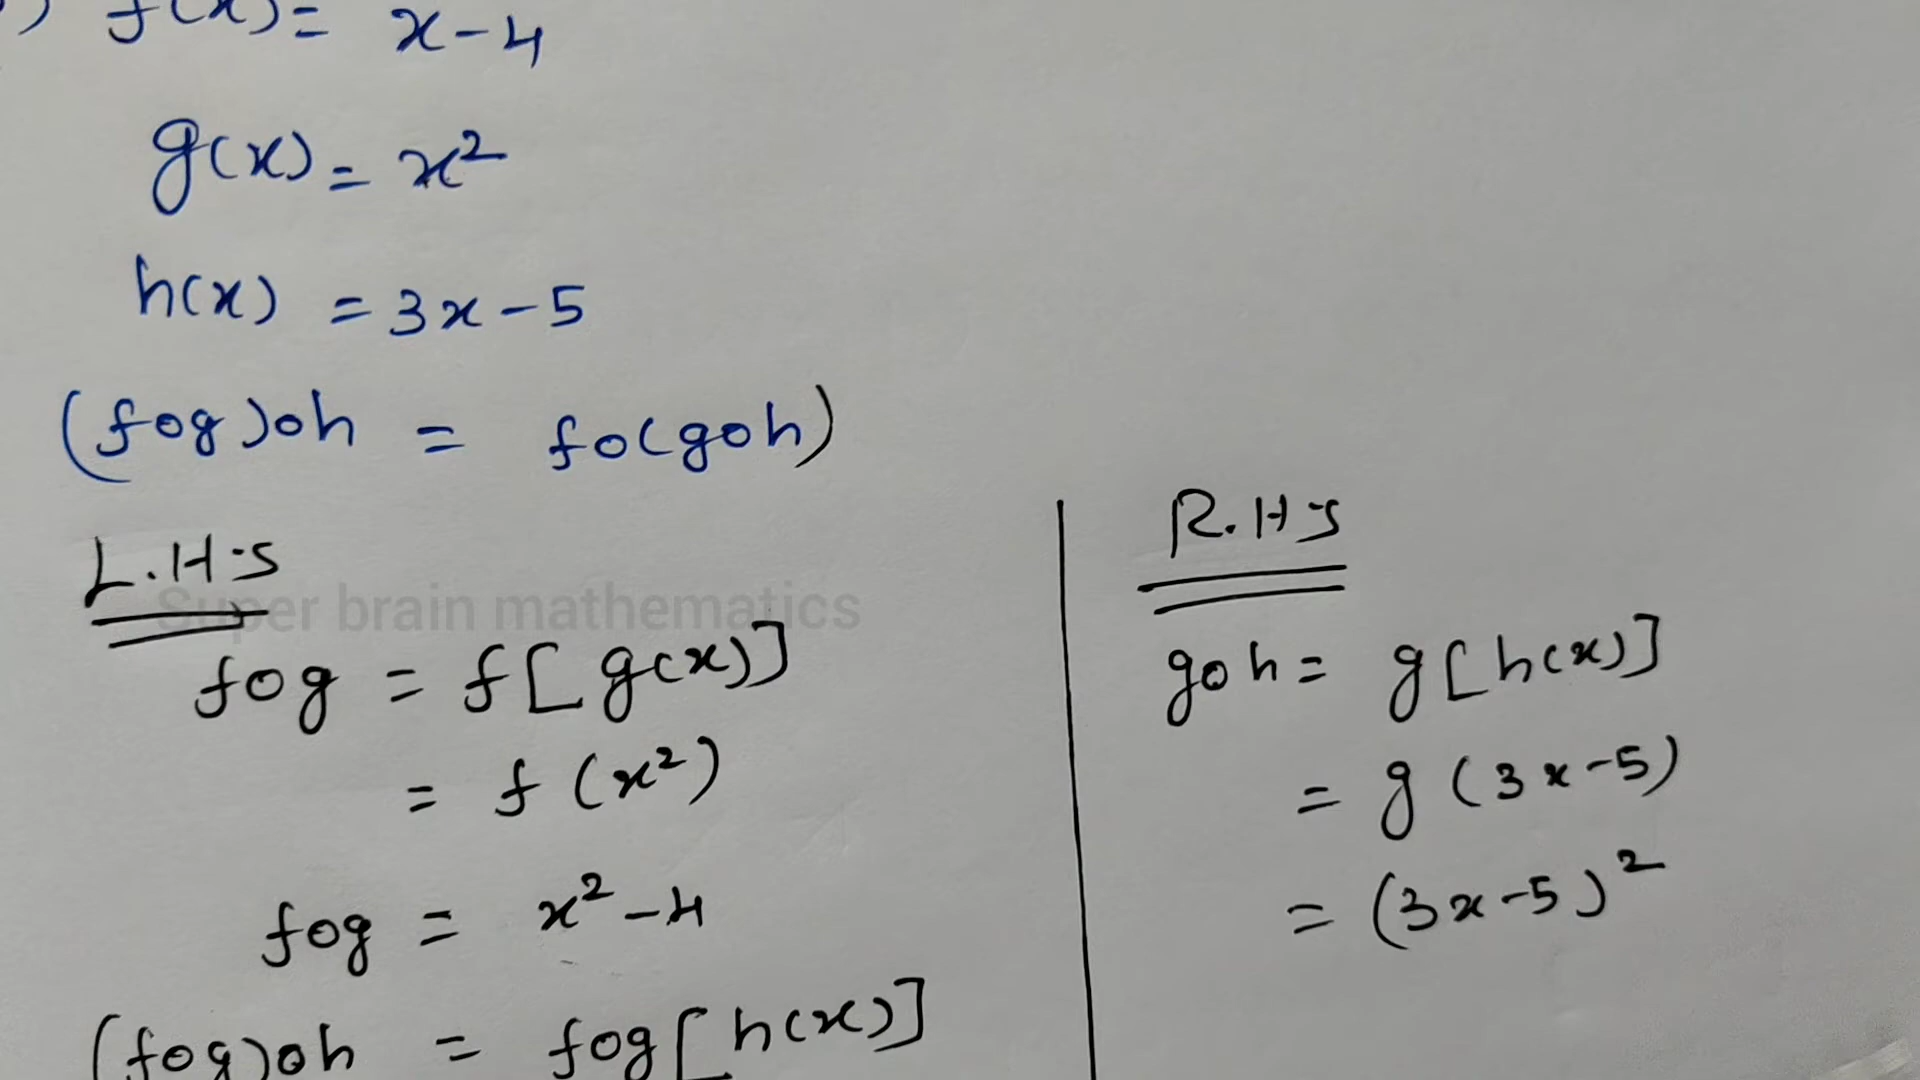 f(x) = x-4
g(x) = x²
h(x) = 3x-5
(fog)oh = fo(goh)
L.H.S
Super brain mathematics
fog = f[g(x)]
= f(x²)
fog = x²-4
(fog)oh = fog[h(x)]
R.H.S
goh = g[h(x)]
= g(3x-5)
= (3x-5)²